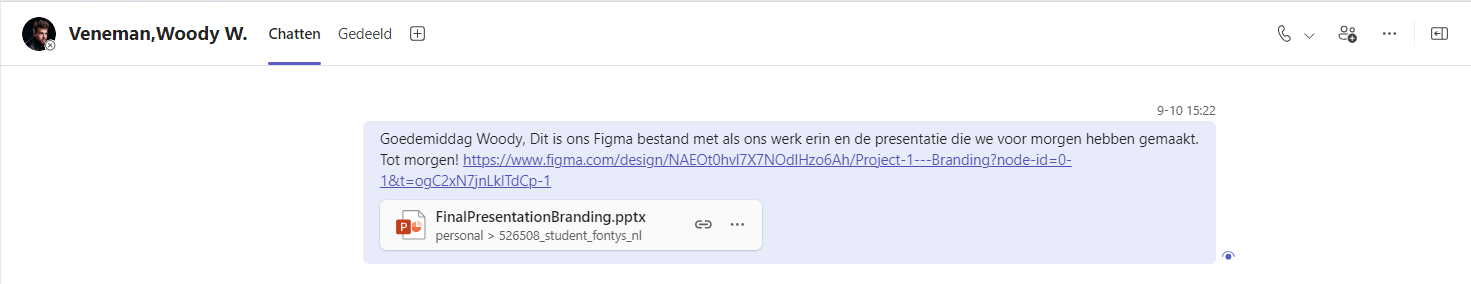 Veneman,Woody W. Chatten Gedeeld
9-10 15:22
Goedemiddag Woody, Dit is ons Figma bestand met als ons werk erin en de presentatie die we voor morgen hebben gemaakt.
Tot morgen! https://www.figma.com/design/NAEOt0hvI7X7NOdIHzo6Ah/Project-1---Branding?node-id=0-
1&t=ogC2xN7jnLkITdCp-1
P FinalPresentationBranding.pptx
personal > 526508_student_fontys_nl